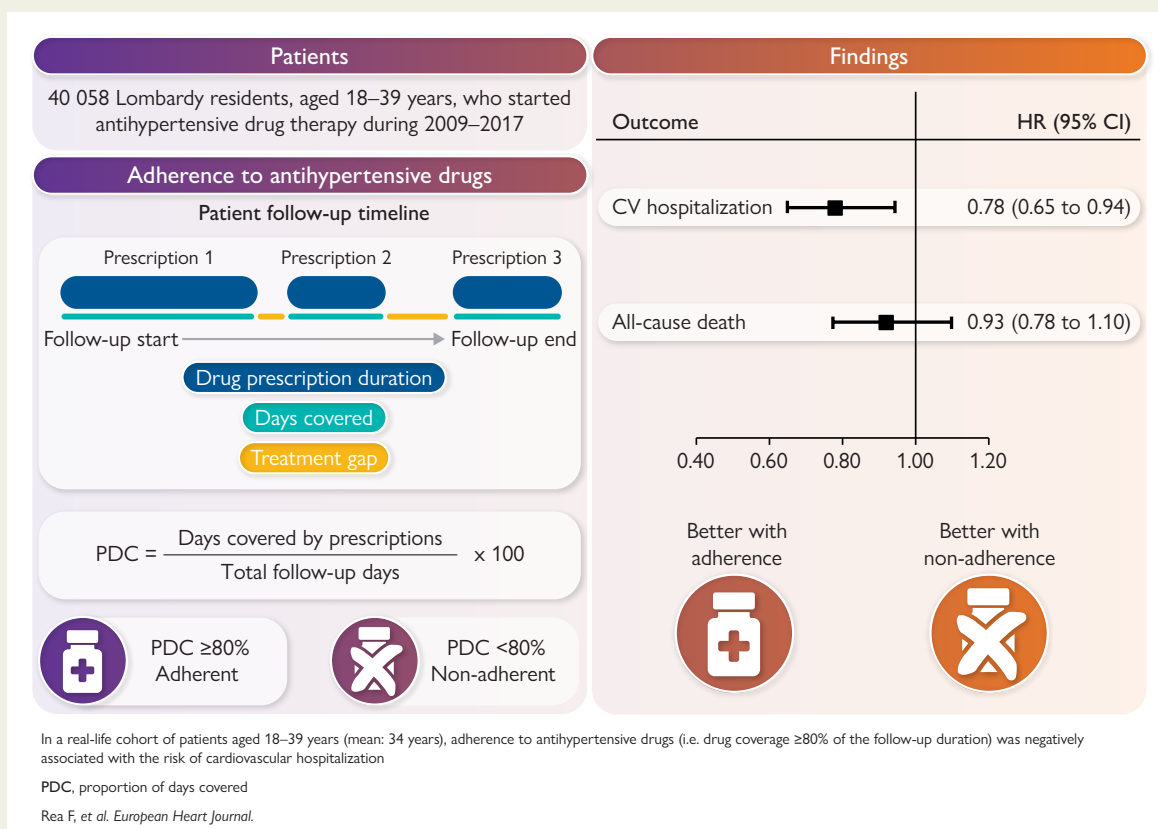 Patients
40 058 Lombardy residents, aged 18–39 years, who started
antihypertensive drug therapy during 2009–2017
Adherence to antihypertensive drugs
Patient follow-up timeline
Prescription 1
Prescription 2
Prescription 3
Follow-up start
Follow-up end
Drug prescription duration
Days covered
Treatment gap
PDC = Days covered by prescriptions x 100
Total follow-up days
PDC ≥80%
Adherent
PDC <80%
Non-adherent
Findings
Outcome HR (95% CI)
CV hospitalization 0.78 (0.65 to 0.94)
All-cause death 0.93 (0.78 to 1.10)
0.40 0.60 0.80 1.00 1.20
Better with
adherence
Better with
non-adherence
In a real-life cohort of patients aged 18–39 years (mean: 34 years), adherence to antihypertensive drugs (i.e. drug coverage ≥80% of the follow-up duration) was negatively
associated with the risk of cardiovascular hospitalization
PDC, proportion of days covered
Rea F, et al. European Heart Journal.